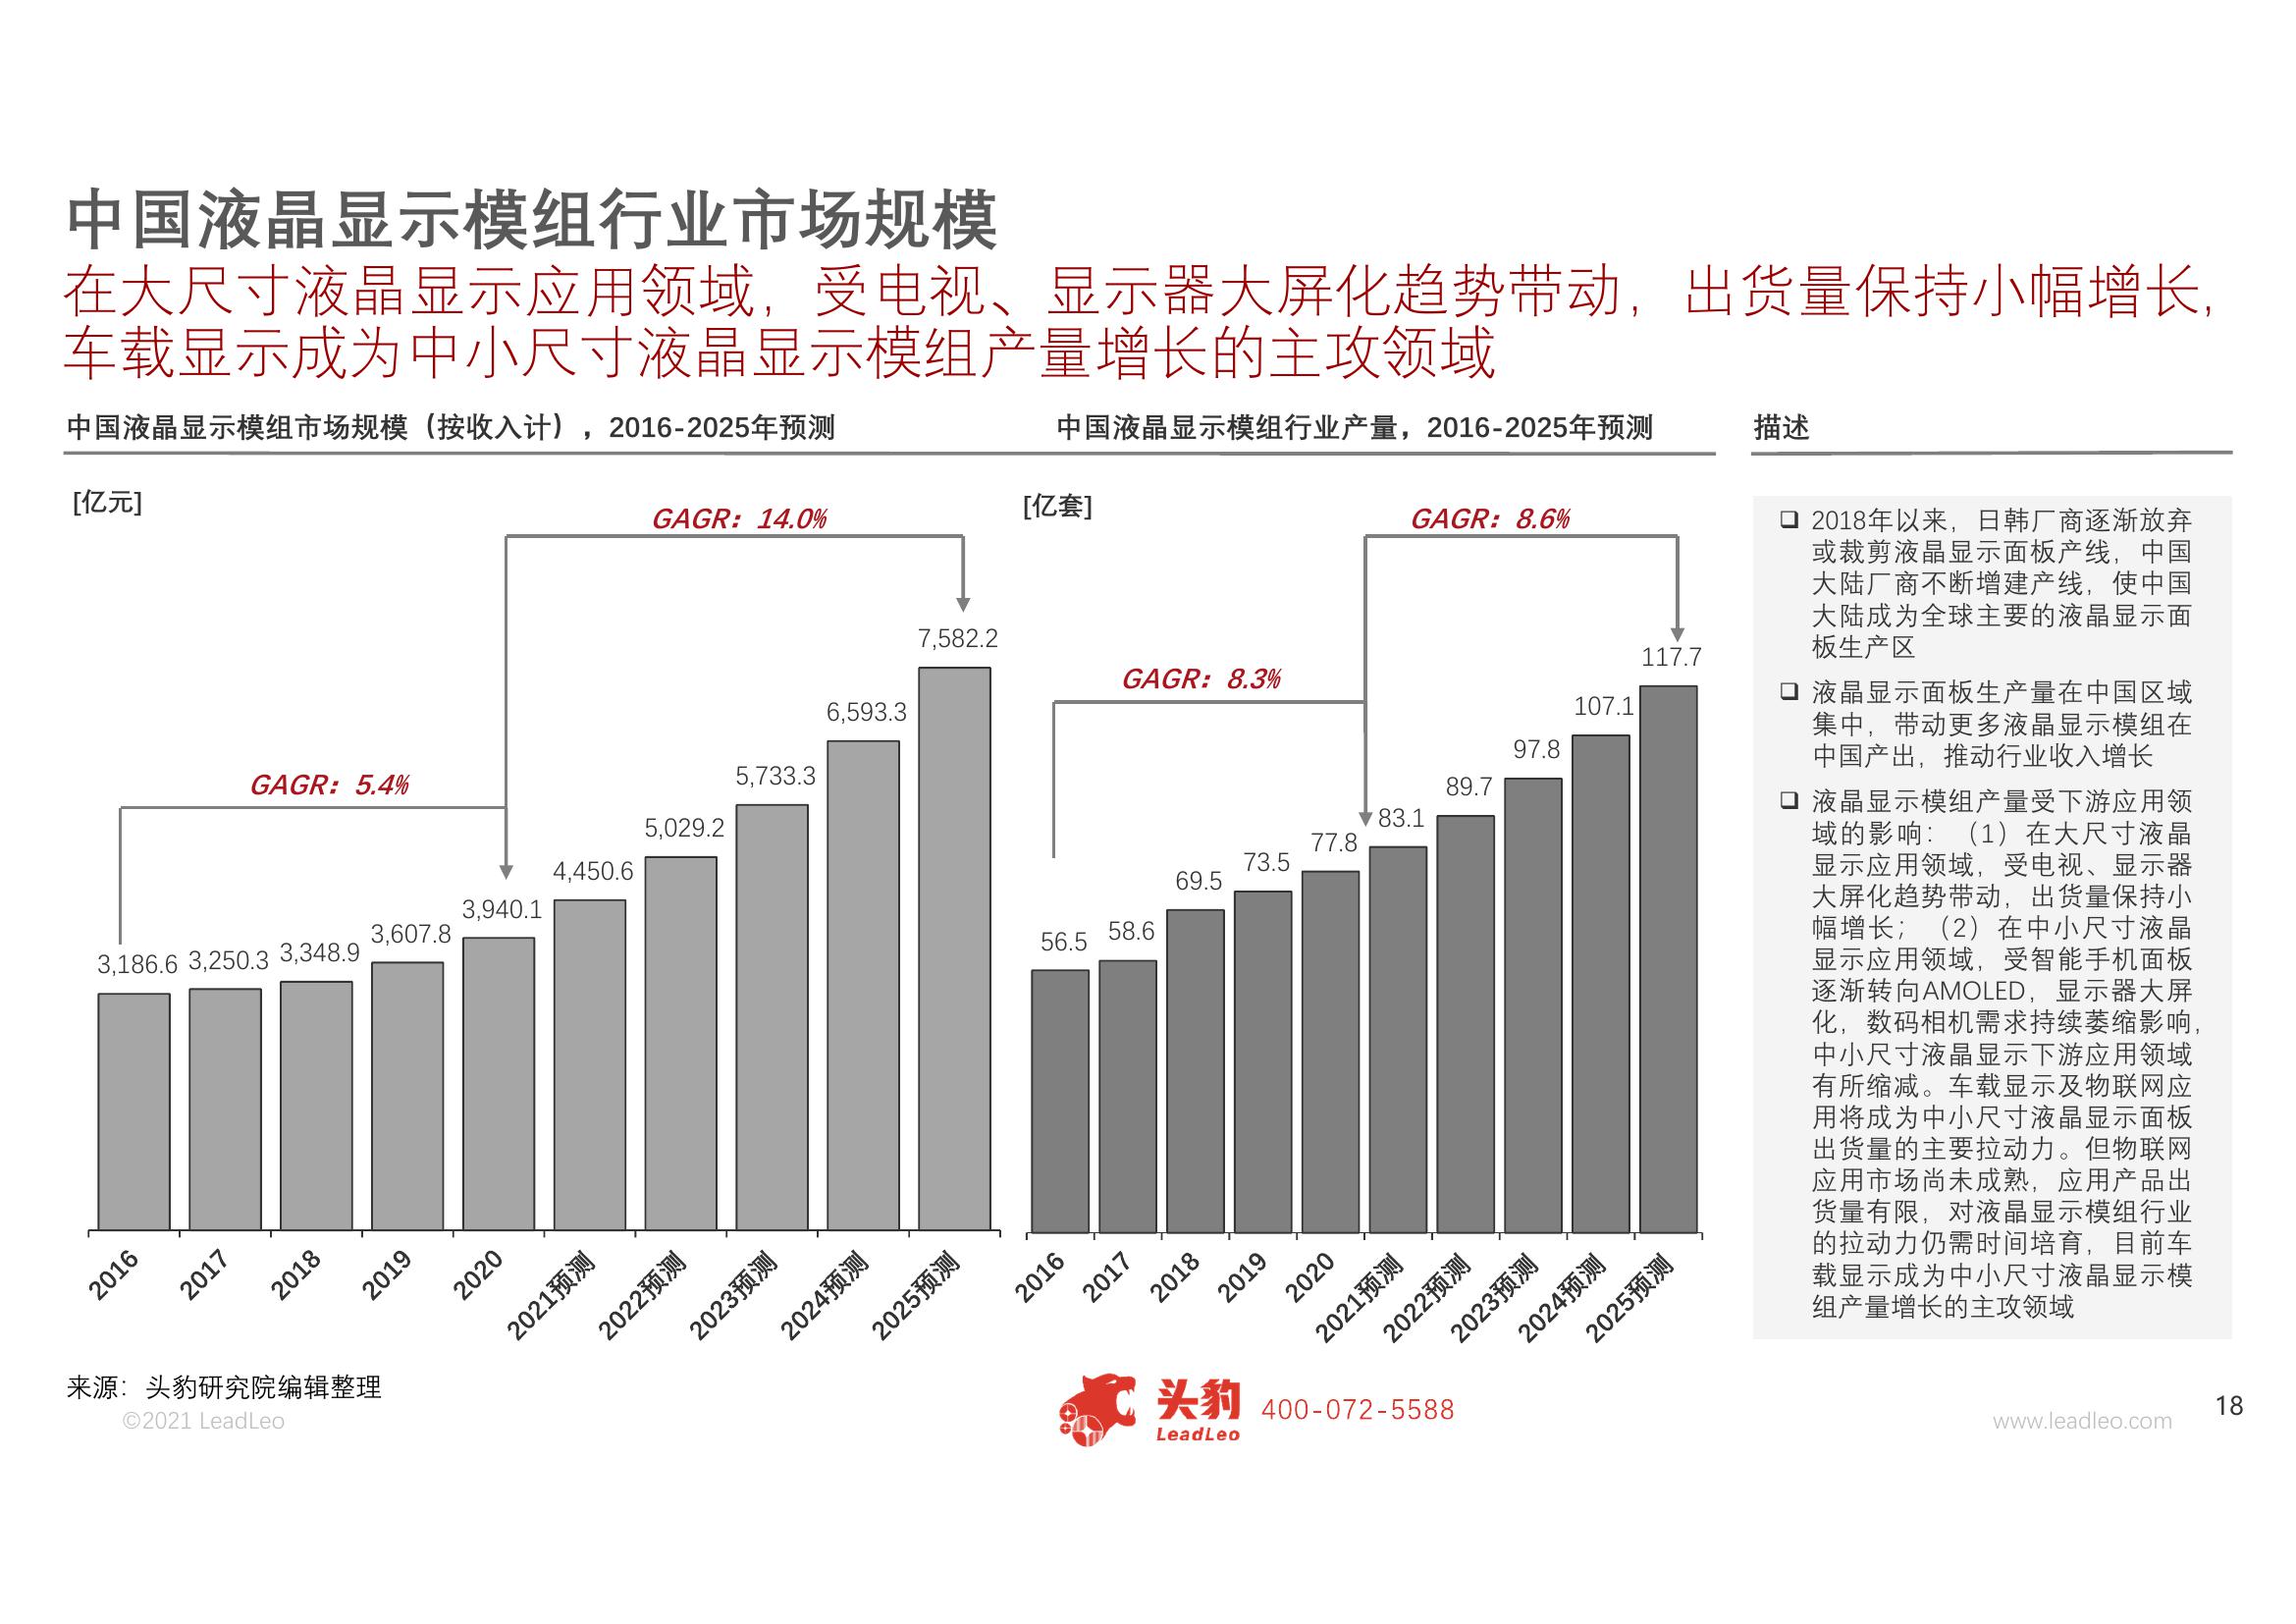 中国液晶显示模组行业市场规模
在大尺寸液晶显示应用领域，受电视、显示器大屏化趋势带动，出货量保持小幅增长，
车载显示成为中小尺寸液晶显示模组产量增长的主攻领域
中国液晶显示模组市场规模（按收入计），2016-2025年预测
[亿元]
GAGR：14.0%
GAGR：5.4%
3,186.6
3,250.3
3,348.9
3,607.8
3,940.1
4,450.6
5,029.2
5,733.3
6,593.3
7,582.2
2016
2017
2018
2019
2020
2021预测
2022预测
2023预测
2024预测
2025预测
中国液晶显示模组行业产量，2016-2025年预测
[亿套]
GAGR：8.6%
GAGR：8.3%
56.5
58.6
69.5
73.5
77.8
83.1
89.7
97.8
107.1
117.7
2016
2017
2018
2019
2020
2021预测
2022预测
2023预测
2024预测
2025预测
描述
❑ 2018年以来，日韩厂商逐渐放弃
或裁剪液晶显示面板产线，中国
大陆厂商不断增建产线，使中国
大陆成为全球主要的液晶显示面
板生产区
❑ 液晶显示面板生产量在中国区域
集中，带动更多液晶显示模组在
中国产出，推动行业收入增长
❑ 液晶显示模组产量受下游应用领
域的影响：（1）在大尺寸液晶
显示应用领域，受电视、显示器
大屏化趋势带动，出货量保持小
幅增长；（2）在中小尺寸液晶
显示应用领域，受智能手机面板
逐渐转向AMOLED，显示器大屏
化，数码相机需求持续萎缩影响，
中小尺寸液晶显示下游应用领域
有所缩减。车载显示及物联网应
用将成为中小尺寸液晶显示面板
出货量的主要拉动力。但物联网
应用市场尚未成熟，应用产品出
货量有限，对液晶显示模组行业
的拉动力仍需时间培育，目前车
载显示成为中小尺寸液晶显示模
组产量增长的主攻领域
来源：头豹研究院编辑整理
©2021 LeadLeo
头豹
LeadLeo
400-072-5588
www.leadleo.com
18